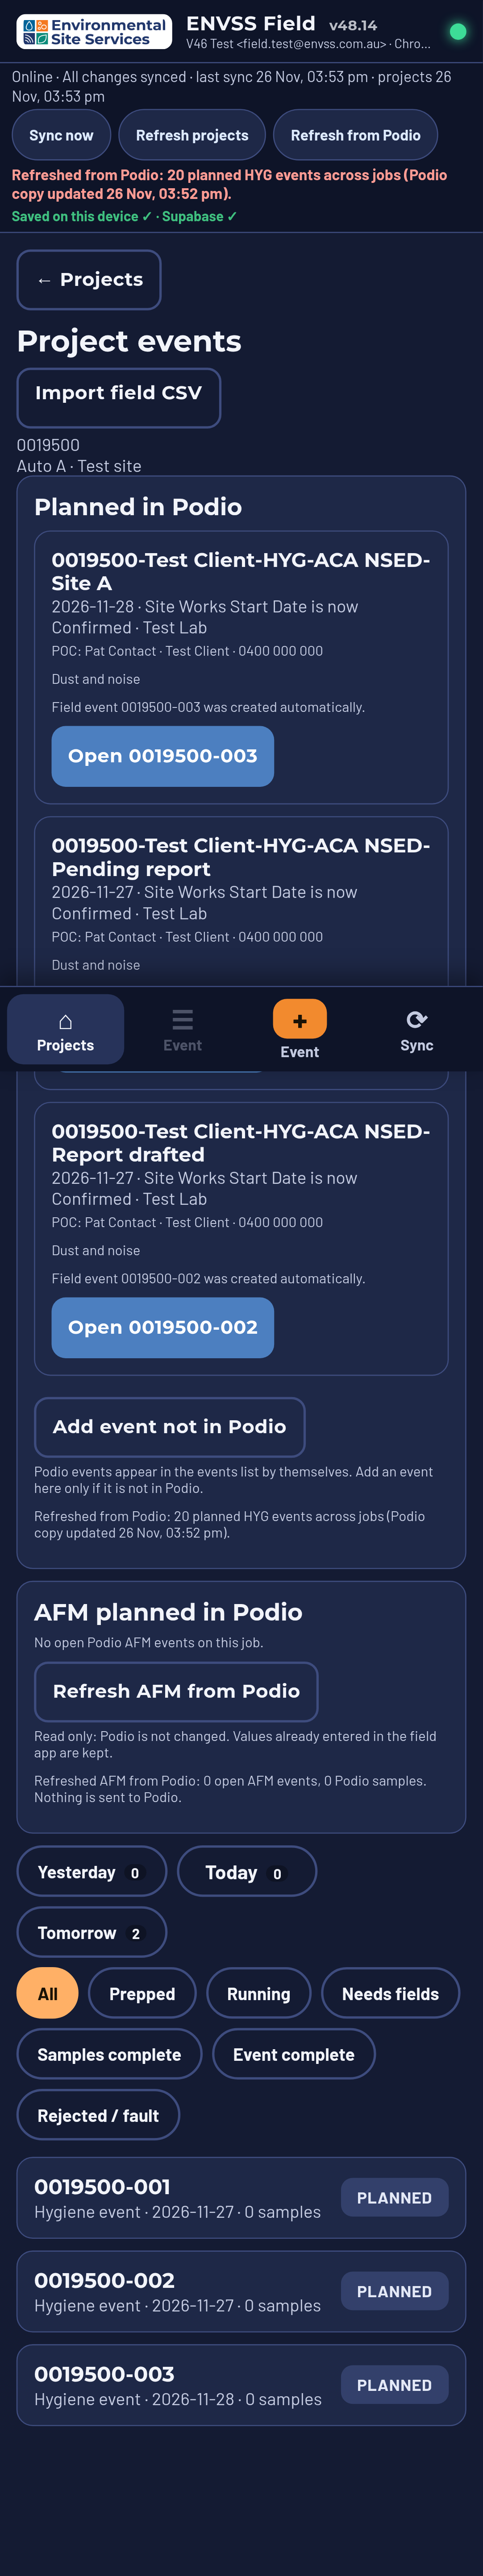 Environmental
Site Services
ENVSS Field v48.14
V46 Test <field.test@envss.com.au> · Chro...
Online · All changes synced · last sync 26 Nov, 03:53 pm · projects 26
Nov, 03:53 pm
Sync now
Refresh projects
Refresh from Podio
Refreshed from Podio: 20 planned HYG events across jobs (Podio
copy updated 26 Nov, 03:52 pm).
Saved on this device ✓ · Supabase ✓
← Projects
Project events
Import field CSV
0019500
Auto A · Test site
Planned in Podio
0019500-Test Client-HYG-ACA NSED-
Site A
2026-11-28 · Site Works Start Date is now
Confirmed · Test Lab
POC: Pat Contact · Test Client · 0400 000 000
Dust and noise
Field event 0019500-003 was created automatically.
Open 0019500-003
0019500-Test Client-HYG-ACA NSED-
Pending report
2026-11-27 · Site Works Start Date is now
Confirmed · Test Lab
POC: Pat Contact · Test Client · 0400 000 000
Dust and noise
Projects
Event
+
Event
Sync
0019500-Test Client-HYG-ACA NSED-
Report drafted
2026-11-27 · Site Works Start Date is now
Confirmed · Test Lab
POC: Pat Contact · Test Client · 0400 000 000
Dust and noise
Field event 0019500-002 was created automatically.
Open 0019500-002
Add event not in Podio
Podio events appear in the events list by themselves. Add an event
here only if it is not in Podio.
Refreshed from Podio: 20 planned HYG events across jobs (Podio
copy updated 26 Nov, 03:52 pm).
AFM planned in Podio
No open Podio AFM events on this job.
Refresh AFM from Podio
Read only: Podio is not changed. Values already entered in the field
app are kept.
Refreshed AFM from Podio: 0 open AFM events, 0 Podio samples.
Nothing is sent to Podio.
Yesterday 0
Today 0
Tomorrow 2
All
Prepped
Running
Needs fields
Samples complete
Event complete
Rejected / fault
0019500-001
Hygiene event · 2026-11-27 · 0 samples
PLANNED
0019500-002
Hygiene event · 2026-11-27 · 0 samples
PLANNED
0019500-003
Hygiene event · 2026-11-28 · 0 samples
PLANNED